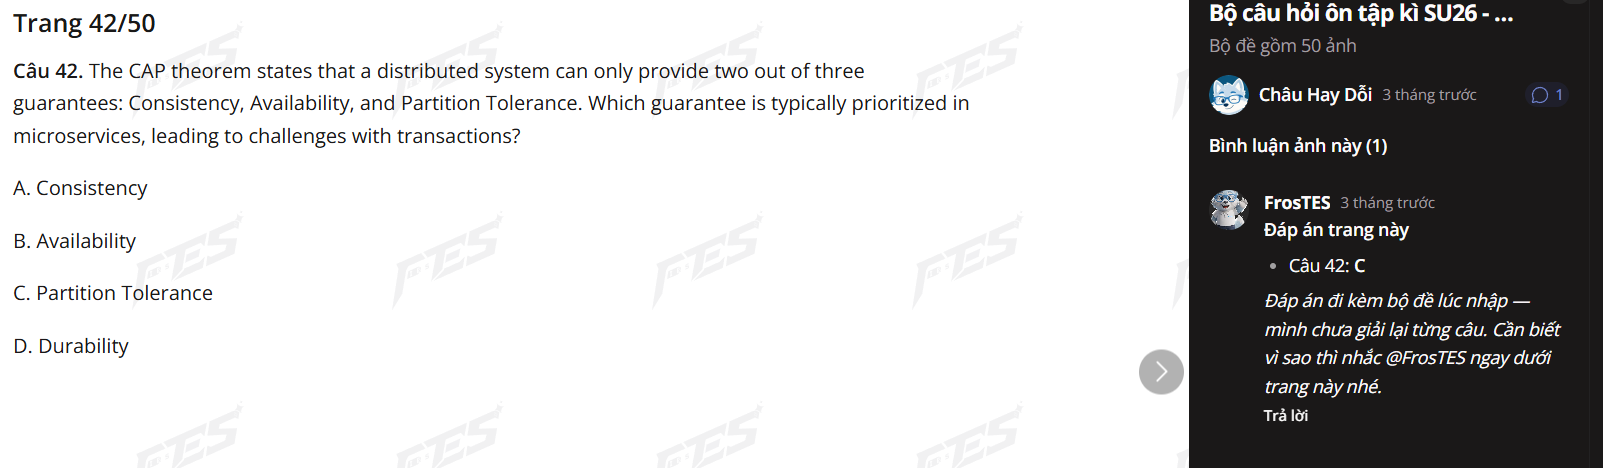 Trang 42/50
Câu 42. The CAP theorem states that a distributed system can only provide two out of three
guarantees: Consistency, Availability, and Partition Tolerance. Which guarantee is typically prioritized in
microservices, leading to challenges with transactions?
A. Consistency
B. Availability
C. Partition Tolerance
D. Durability
Bộ câu hỏi ôn tập kì SU26 - ...
Bộ đề gồm 50 ảnh
Châu Hay Dỗi 3 tháng trước 1
Bình luận ảnh này (1)
FrosTES 3 tháng trước
Đáp án trang này
• Câu 42: C
Đáp án đi kèm bộ đề lúc nhập —
mình chưa giải lại từng câu. Cần biết
vì sao thì nhắc @FrosTES ngay dưới
trang này nhé.
Trả lời